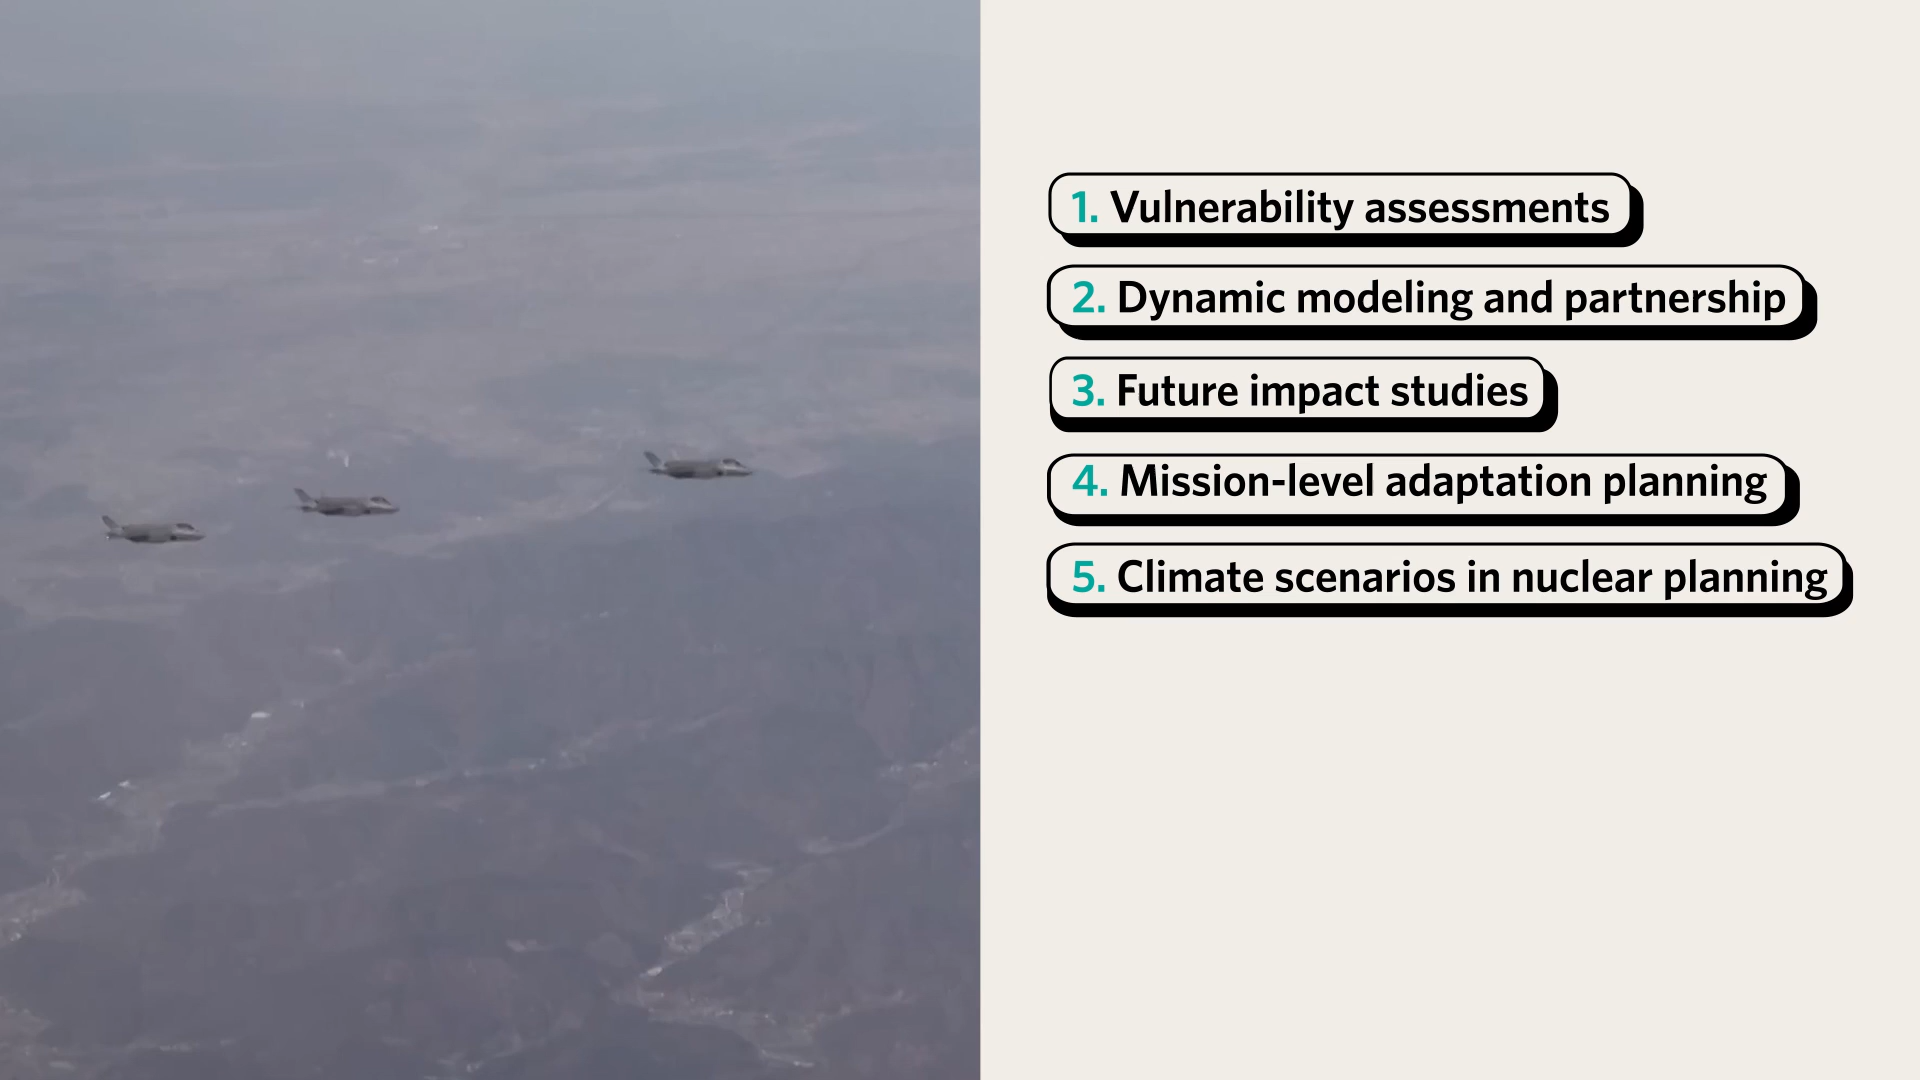 1. Vulnerability assessments
2. Dynamic modeling and partnership
3. Future impact studies
4. Mission-level adaptation planning
5. Climate scenarios in nuclear planning